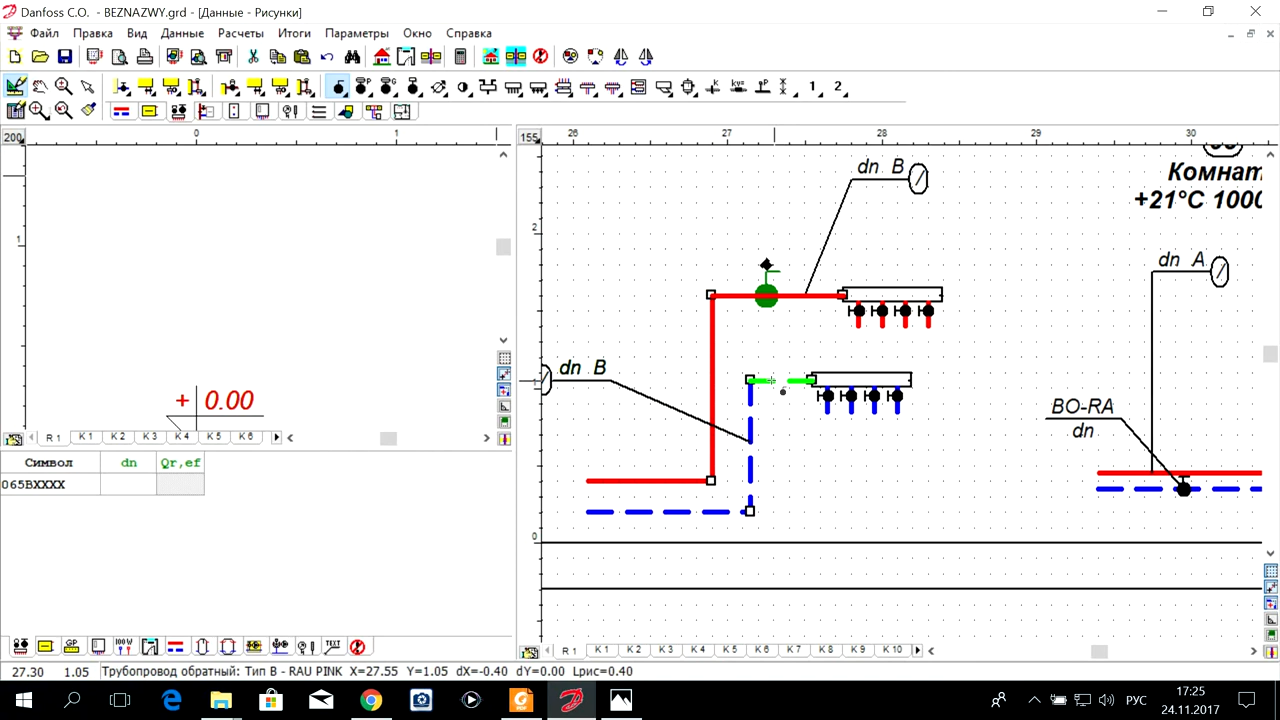 Danfoss C.O. - BEZNAZWY.grd - [Данные - Рисунки]
Файл Правка Вид Данные Расчеты Итоги Параметры Окно Справка
1 2
200 0 1
155 26 27 28 29 30
1
2
1
0
+ 0.00
R 1 K 1 K 2 K 3 K 4 K 5 K 6
Символ dn Qr,ef
065BXXXX
dn B
Комнат
+21°C 1000
dn A
dn B
BO-RA
dn
R 1 K 1 K 2 K 3 K 4 K 5 K 6 K 7 K 8 K 9 K 10
27.30 1.05 Трубопровод обратный: Тип B - RAU PINK X=27.55 Y=1.05 dX=-0.40 dY=0.00 Lрис=0.40
РУС
17:25
24.11.2017